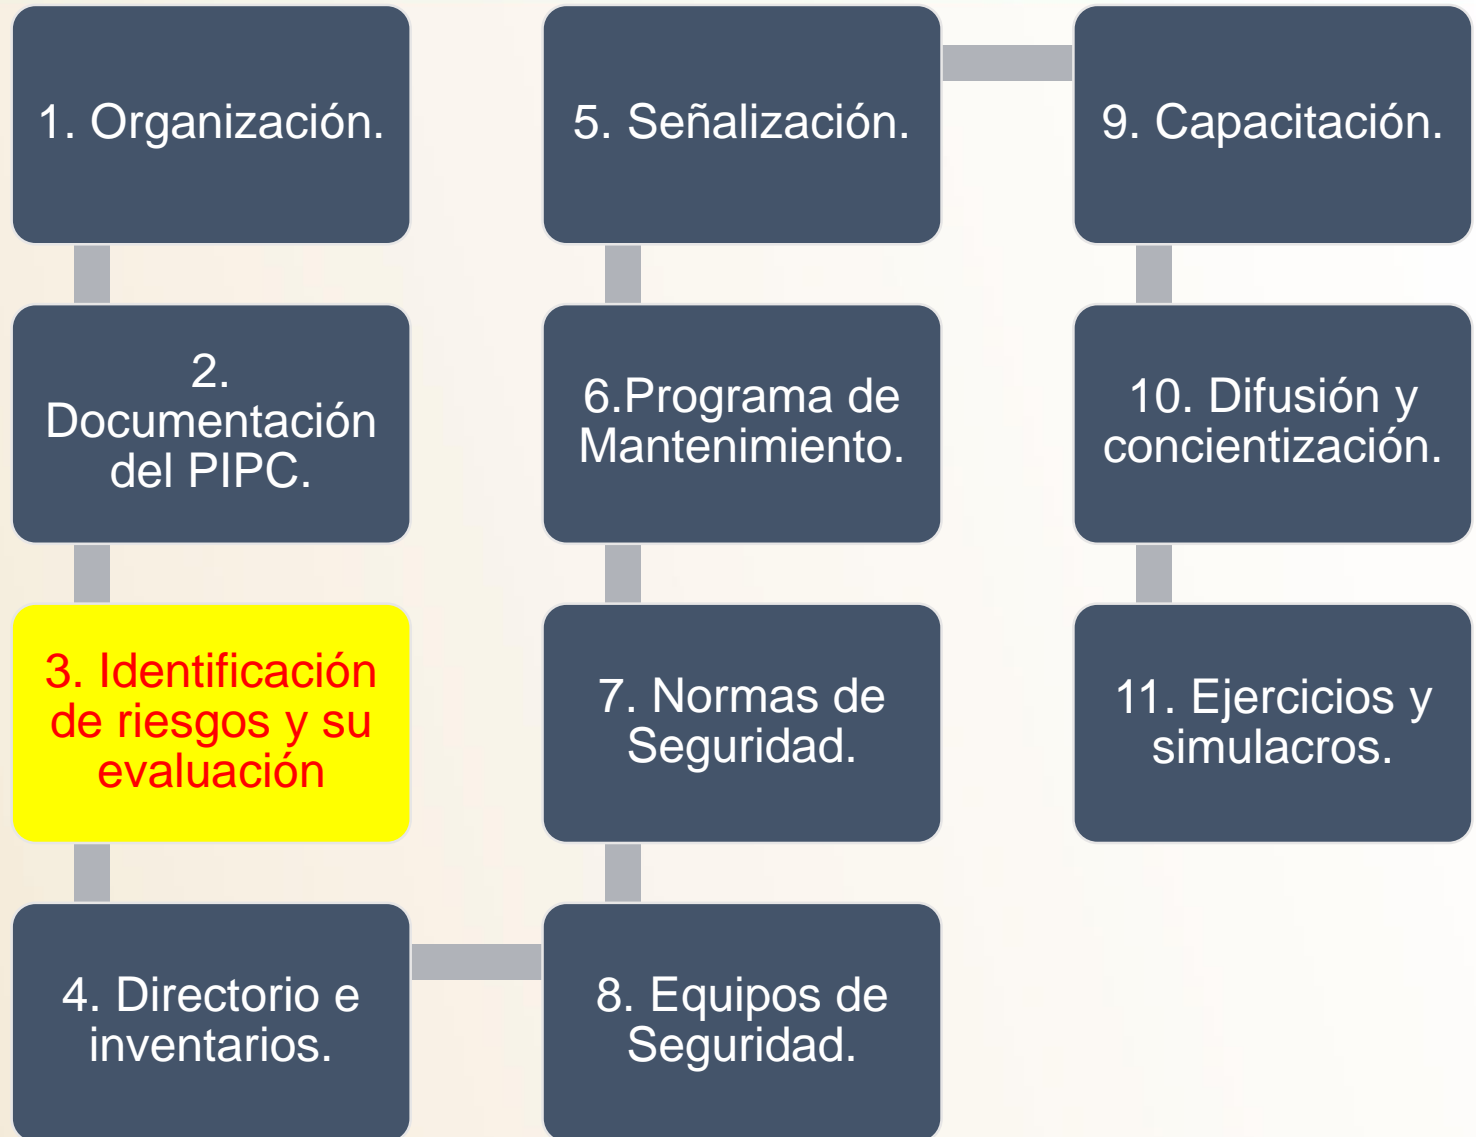 1. Organización.
2.
Documentación
del PIPC.
3. Identificación
de riesgos y su
evaluación
4. Directorio e
inventarios.
5. Señalización.
6.Programa de
Mantenimiento.
7. Normas de
Seguridad.
8. Equipos de
Seguridad.
9. Capacitación.
10. Difusión y
concientización.
11. Ejercicios y
simulacros.